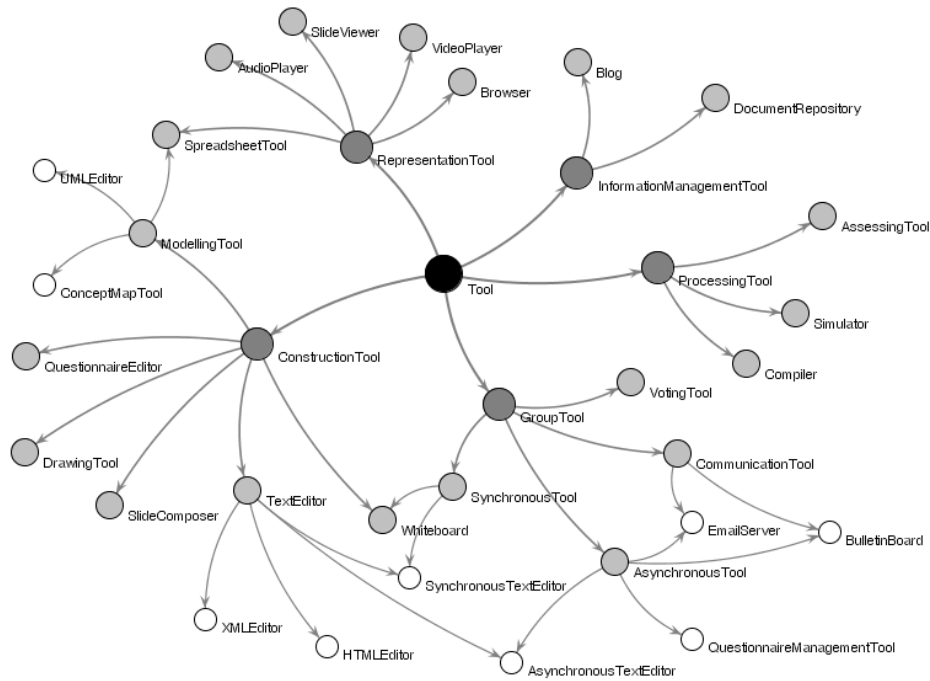 SlideViewer
VideoPlayer
AudioPlayer
Blog
Browser
DocumentRepository
SpreadsheetTool
RepresentationTool
UMLEditor
InformationManagementTool
AssessingTool
ModellingTool
ProcessingTool
Tool
ConceptMapTool
Simulator
ConstructionTool
QuestionnaireEditor
Compiler
VotingTool
GroupTool
DrawingTool
CommunicationTool
SynchronousTool
TextEditor
SlideComposer
Whiteboard
EmailServer
BulletinBoard
AsynchronousTool
SynchronousTextEditor
XMLEditor
QuestionnaireManagementTool
HTMLEditor
AsynchronousTextEditor